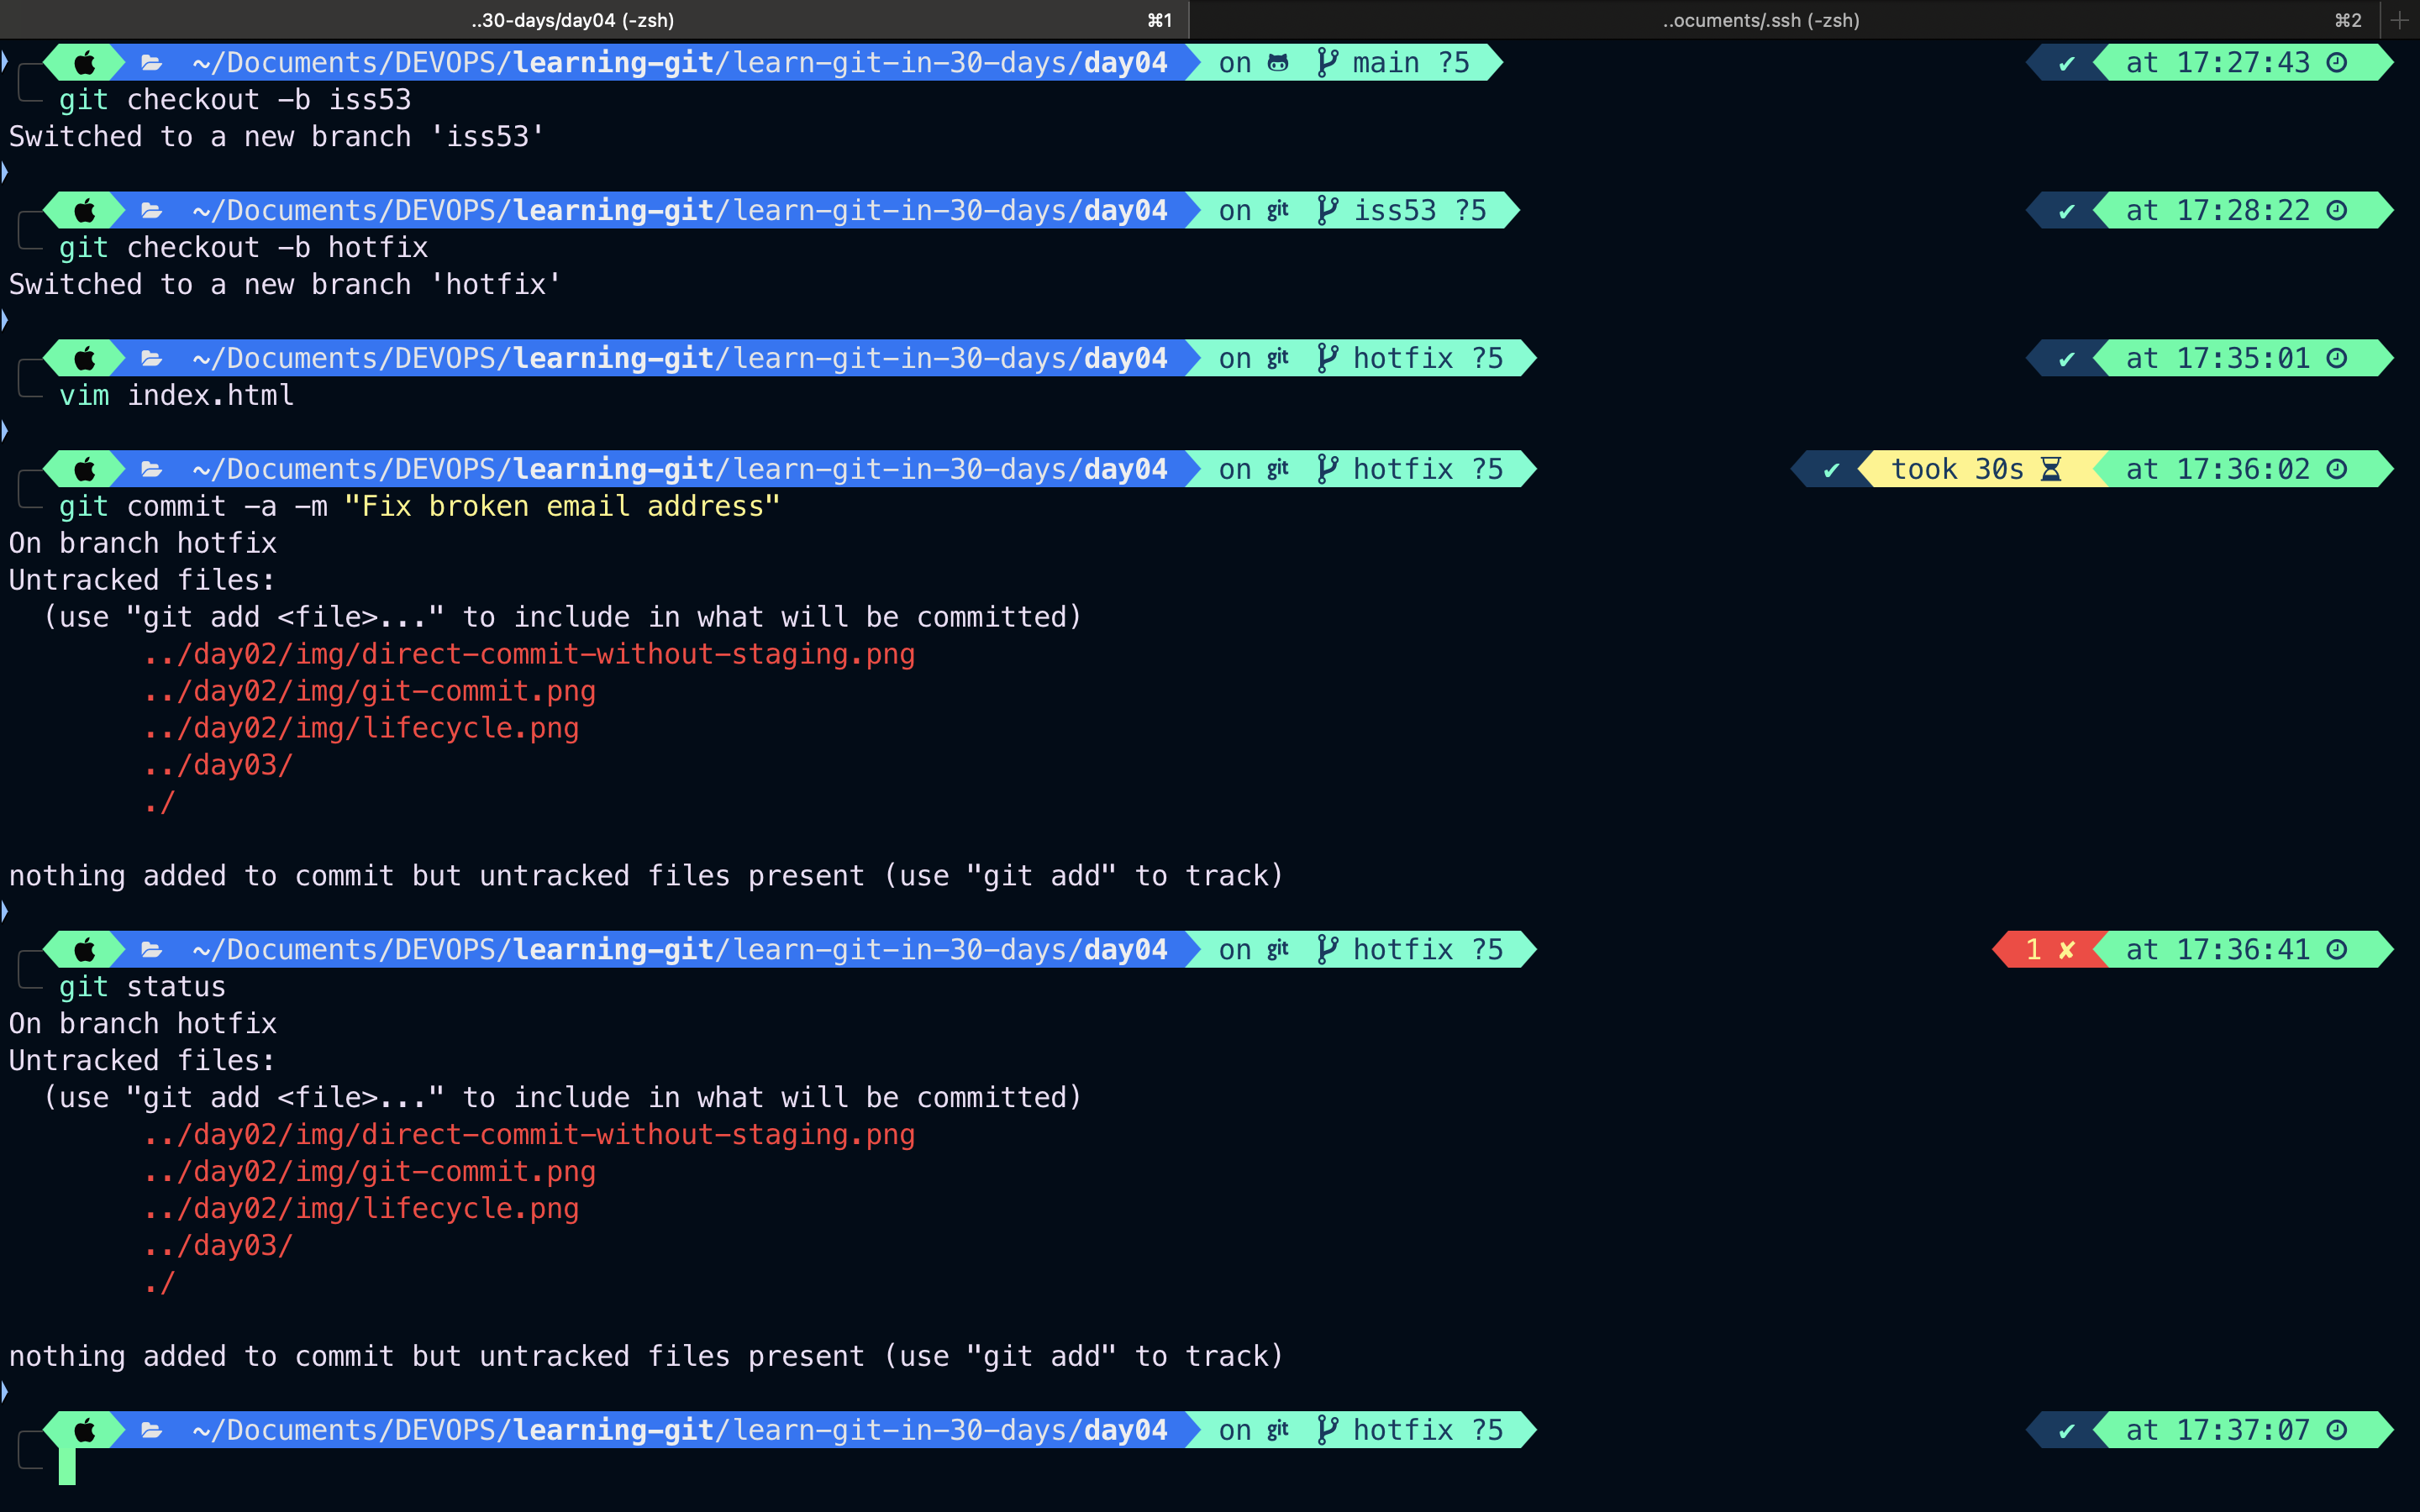 ..30-days/day04 (-zsh) ⌘1 ..ocuments/.ssh (-zsh) ⌘2
~/Documents/DEVOPS/learning-git/learn-git-in-30-days/day04 on main ?5 ✔ at 17:27:43
git checkout -b iss53
Switched to a new branch 'iss53'
~/Documents/DEVOPS/learning-git/learn-git-in-30-days/day04 on git iss53 ?5 ✔ at 17:28:22
git checkout -b hotfix
Switched to a new branch 'hotfix'
~/Documents/DEVOPS/learning-git/learn-git-in-30-days/day04 on git hotfix ?5 ✔ at 17:35:01
vim index.html
~/Documents/DEVOPS/learning-git/learn-git-in-30-days/day04 on git hotfix ?5 ✔ took 30s at 17:36:02
git commit -a -m "Fix broken email address"
On branch hotfix
Untracked files:
(use "git add <file>..." to include in what will be committed)
../day02/img/direct-commit-without-staging.png
../day02/img/git-commit.png
../day02/img/lifecycle.png
../day03/
./
nothing added to commit but untracked files present (use "git add" to track)
~/Documents/DEVOPS/learning-git/learn-git-in-30-days/day04 on git hotfix ?5 1 ✘ at 17:36:41
git status
On branch hotfix
Untracked files:
(use "git add <file>..." to include in what will be committed)
../day02/img/direct-commit-without-staging.png
../day02/img/git-commit.png
../day02/img/lifecycle.png
../day03/
./
nothing added to commit but untracked files present (use "git add" to track)
~/Documents/DEVOPS/learning-git/learn-git-in-30-days/day04 on git hotfix ?5 ✔ at 17:37:07